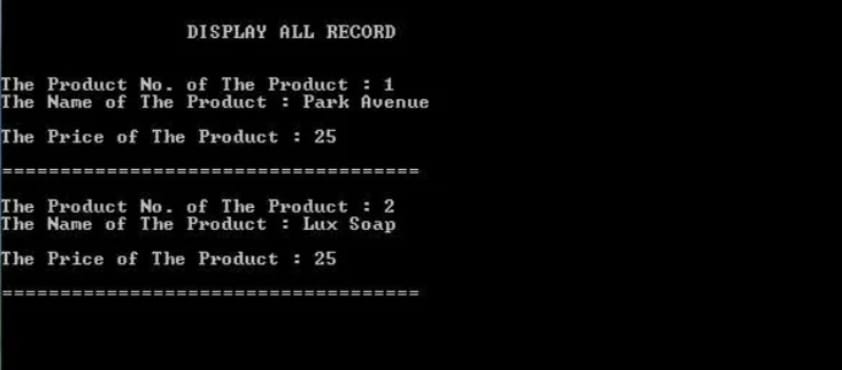 DISPLAY ALL RECORD
The Product No. of The Product : 1
The Name of The Product : Park Avenue
The Price of The Product : 25
====================================
The Product No. of The Product : 2
The Name of The Product : Lux Soap
The Price of The Product : 25
====================================